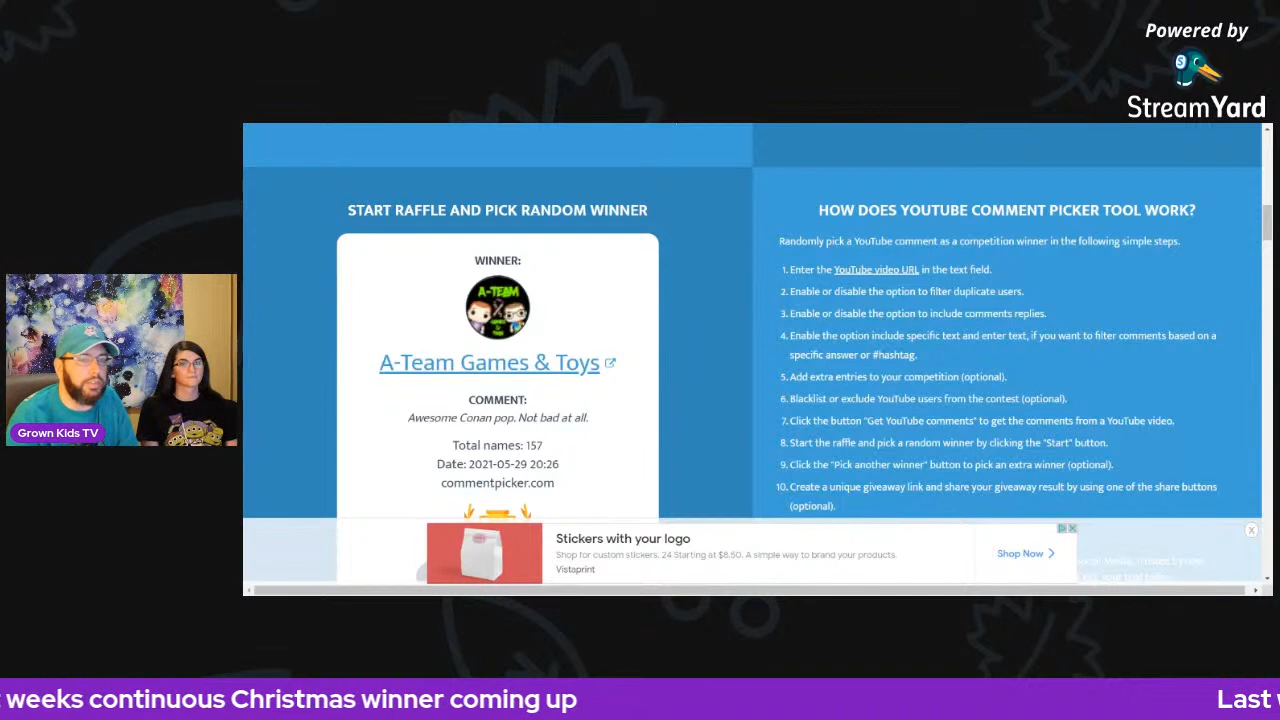 Powered by
StreamYard
START RAFFLE AND PICK RANDOM WINNER
WINNER:
A-TEAM
A-Team Games & Toys
COMMENT:
Awesome Conan pop. Not bad at all.
Total names: 157
Date: 2021-05-29 20:26
commentpicker.com
HOW DOES YOUTUBE COMMENT PICKER TOOL WORK?
Randomly pick a YouTube comment as a competition winner in the following simple steps.
1. Enter the YouTube video URL in the text field.
2. Enable or disable the option to filter duplicate users.
3. Enable or disable the option to include comments replies.
4. Enable the option include specific text and enter text, if you want to filter comments based on a
specific answer or #hashtag.
5. Add extra entries to your competition (optional).
6. Blacklist or exclude YouTube users from the contest (optional).
7. Click the button "Get YouTube comments" to get the comments from a YouTube video.
8. Start the raffle and pick a random winner by clicking the "Start" button.
9. Click the "Pick another winner" button to pick an extra winner (optional).
10. Create a unique giveaway link and share your giveaway result by using one of the share buttons
(optional).
Stickers with your logo
Shop for custom stickers. 24 Starting at $8.50. A simple way to brand your products.
Vistaprint
Shop Now
Grown Kids TV
weeks continuous Christmas winner coming up
Last